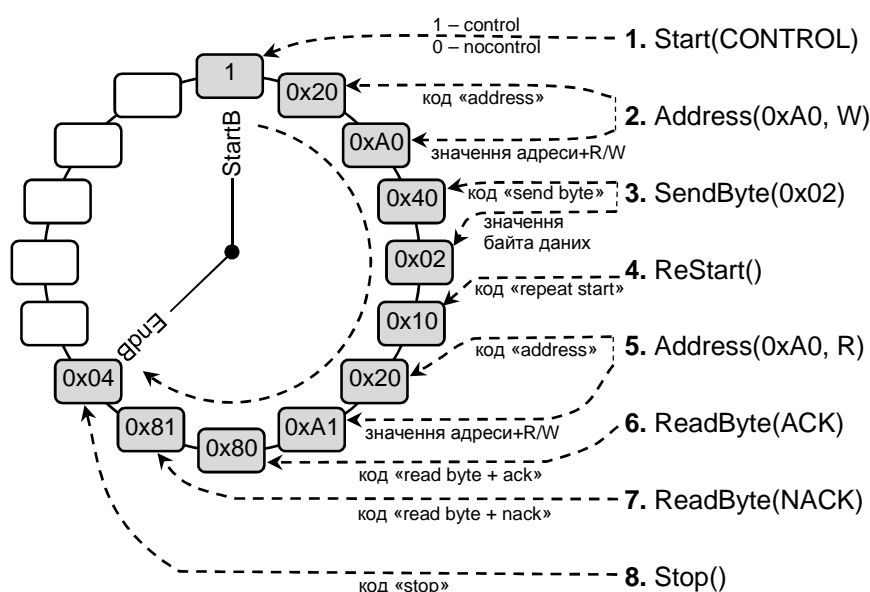 1 – control
0 – nocontrol
1. Start(CONTROL)
1
0x20
код «address»
2. Address(0xA0, W)
0xA0
значення адреси+R/W
StartB
0x40
код «send byte»
3. SendByte(0x02)
значення
байта даних
0x02
4. ReStart()
код «repeat start»
0x10
EndB
код «address»
5. Address(0xA0, R)
0x20
0x04
0x81
0x80
0xA1
значення адреси+R/W
6. ReadByte(ACK)
код «read byte + ack»
7. ReadByte(NACK)
код «read byte + nack»
8. Stop()
код «stop»